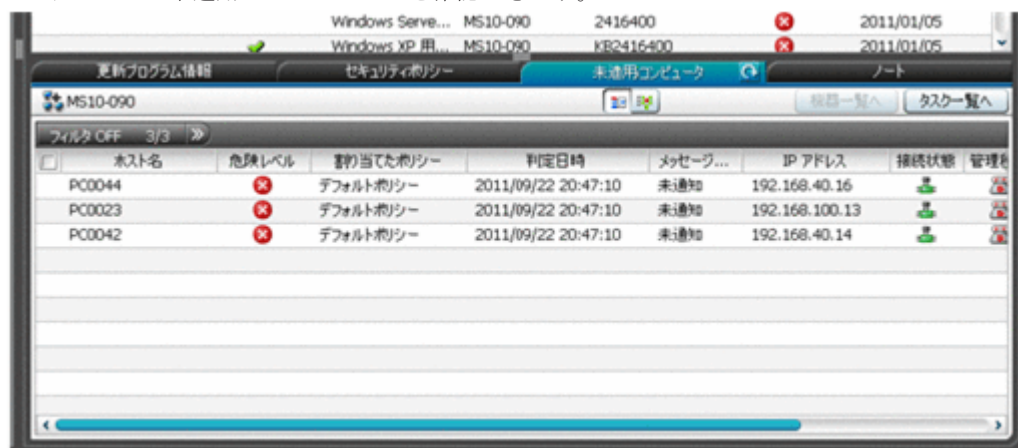 Windows Serve... MS10-090 2416400 2011/01/05
Windows XP 用... MS10-090 KB2416400 2011/01/05
更新プログラム情報 セキュリティポリシー 未適用コンピュータ ノート
MS10-090 機器一覧へ タスク一覧へ
フィルタ OFF 3/3
ホスト名 危険レベル 割り当てたポリシー 判定日時 メッセージ... IP アドレス 接続状態
PC0044 デフォルトポリシー 2011/09/22 20:47:10 未通知 192.168.40.16
PC0023 デフォルトポリシー 2011/09/22 20:47:10 未通知 192.168.100.13
PC0042 デフォルトポリシー 2011/09/22 20:47:10 未通知 192.168.40.14